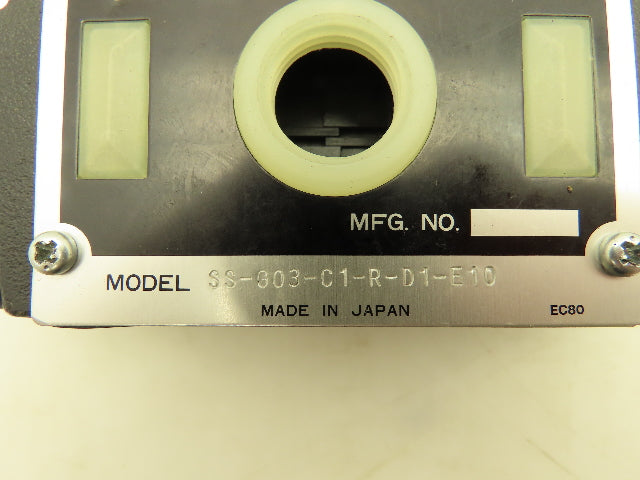 MFG. NO.
MODEL SS-G03-C1-R-D1-E10
MADE IN JAPAN
EC80